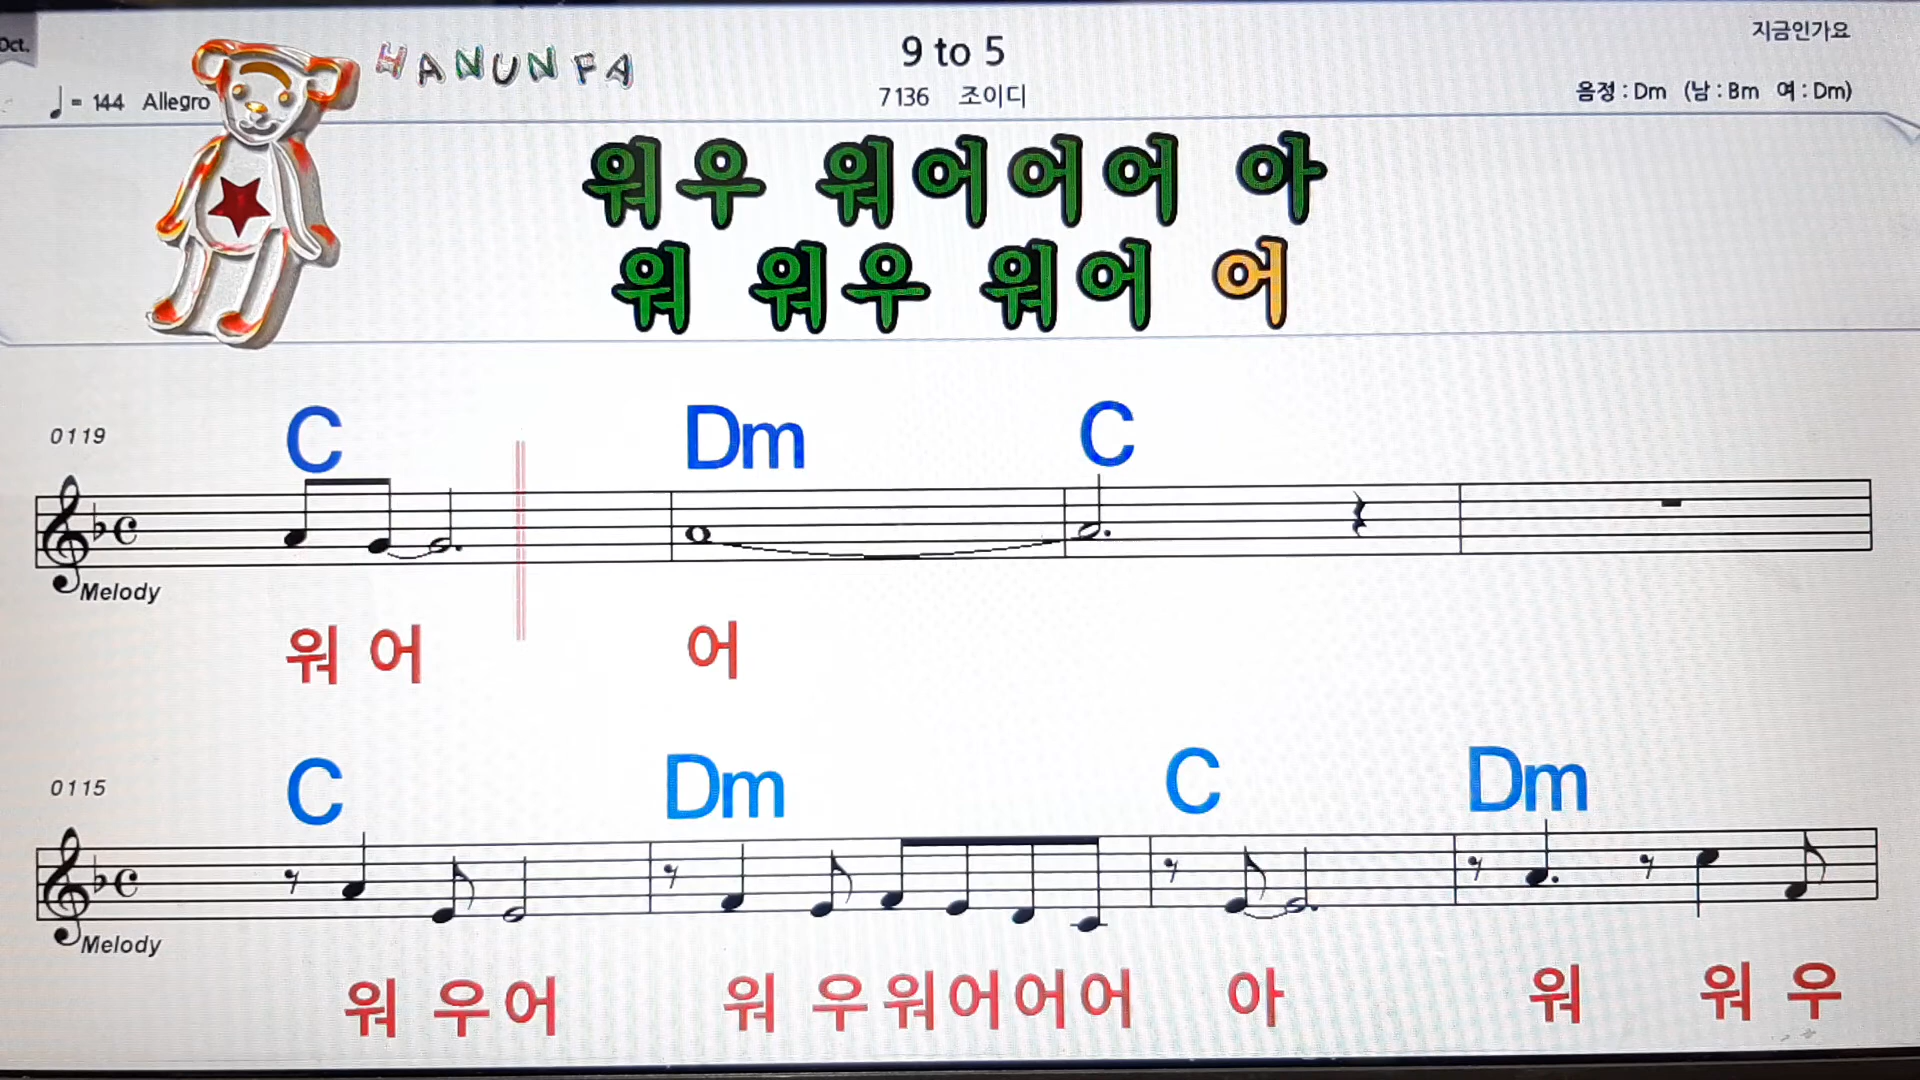 Oct.
HANUNFA
9 to 5
지금인가요
♩= 144 Allegro
7136 조이디
음정 : Dm (남 : Bm 여 : Dm)
워우 워어어어 아
워 워우 워어 어
0119
C Dm C
Melody
워 어 어
0115
C Dm C Dm
Melody
워 우 어 워 우 워 어 어 어 아 워 워 우